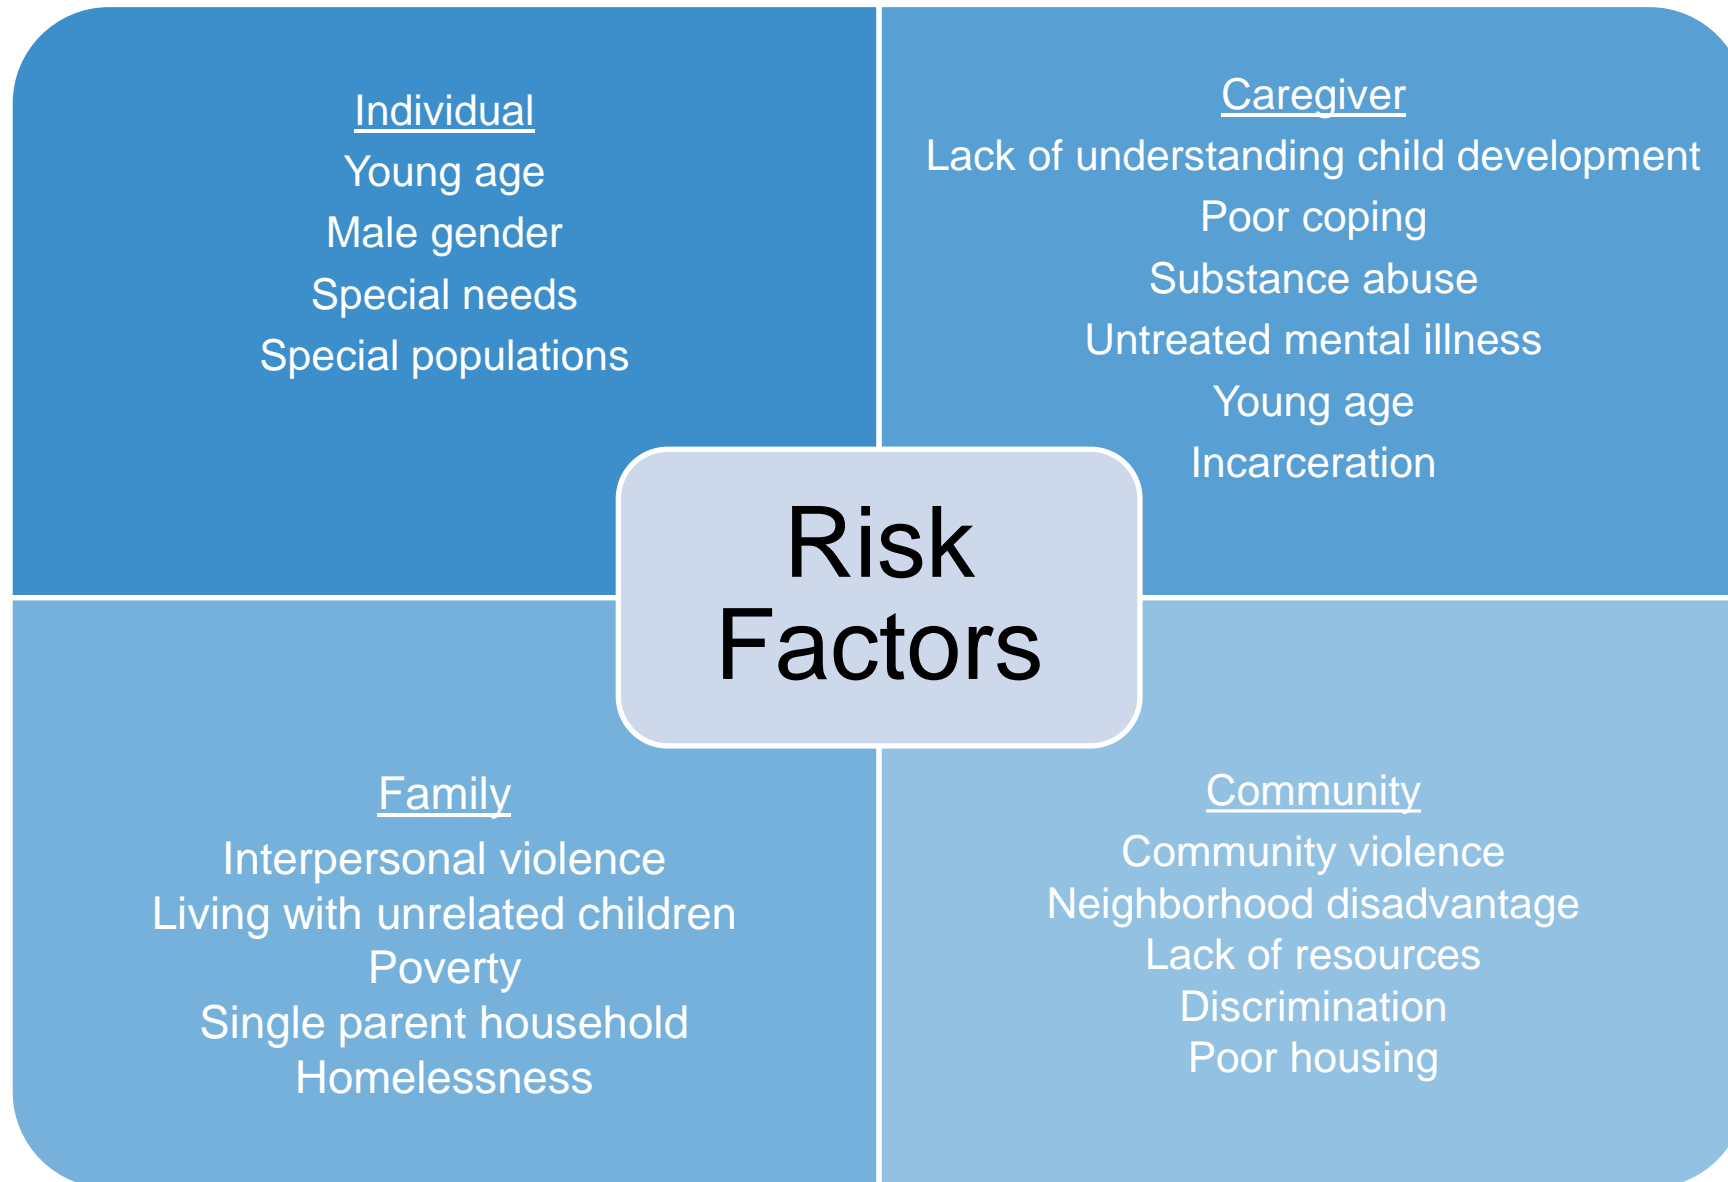 Individual
Young age
Male gender
Special needs
Special populations
Caregiver
Lack of understanding child development
Poor coping
Substance abuse
Untreated mental illness
Young age
Incarceration
Risk
Factors
Family
Interpersonal violence
Living with unrelated children
Poverty
Single parent household
Homelessness
Community
Community violence
Neighborhood disadvantage
Lack of resources
Discrimination
Poor housing